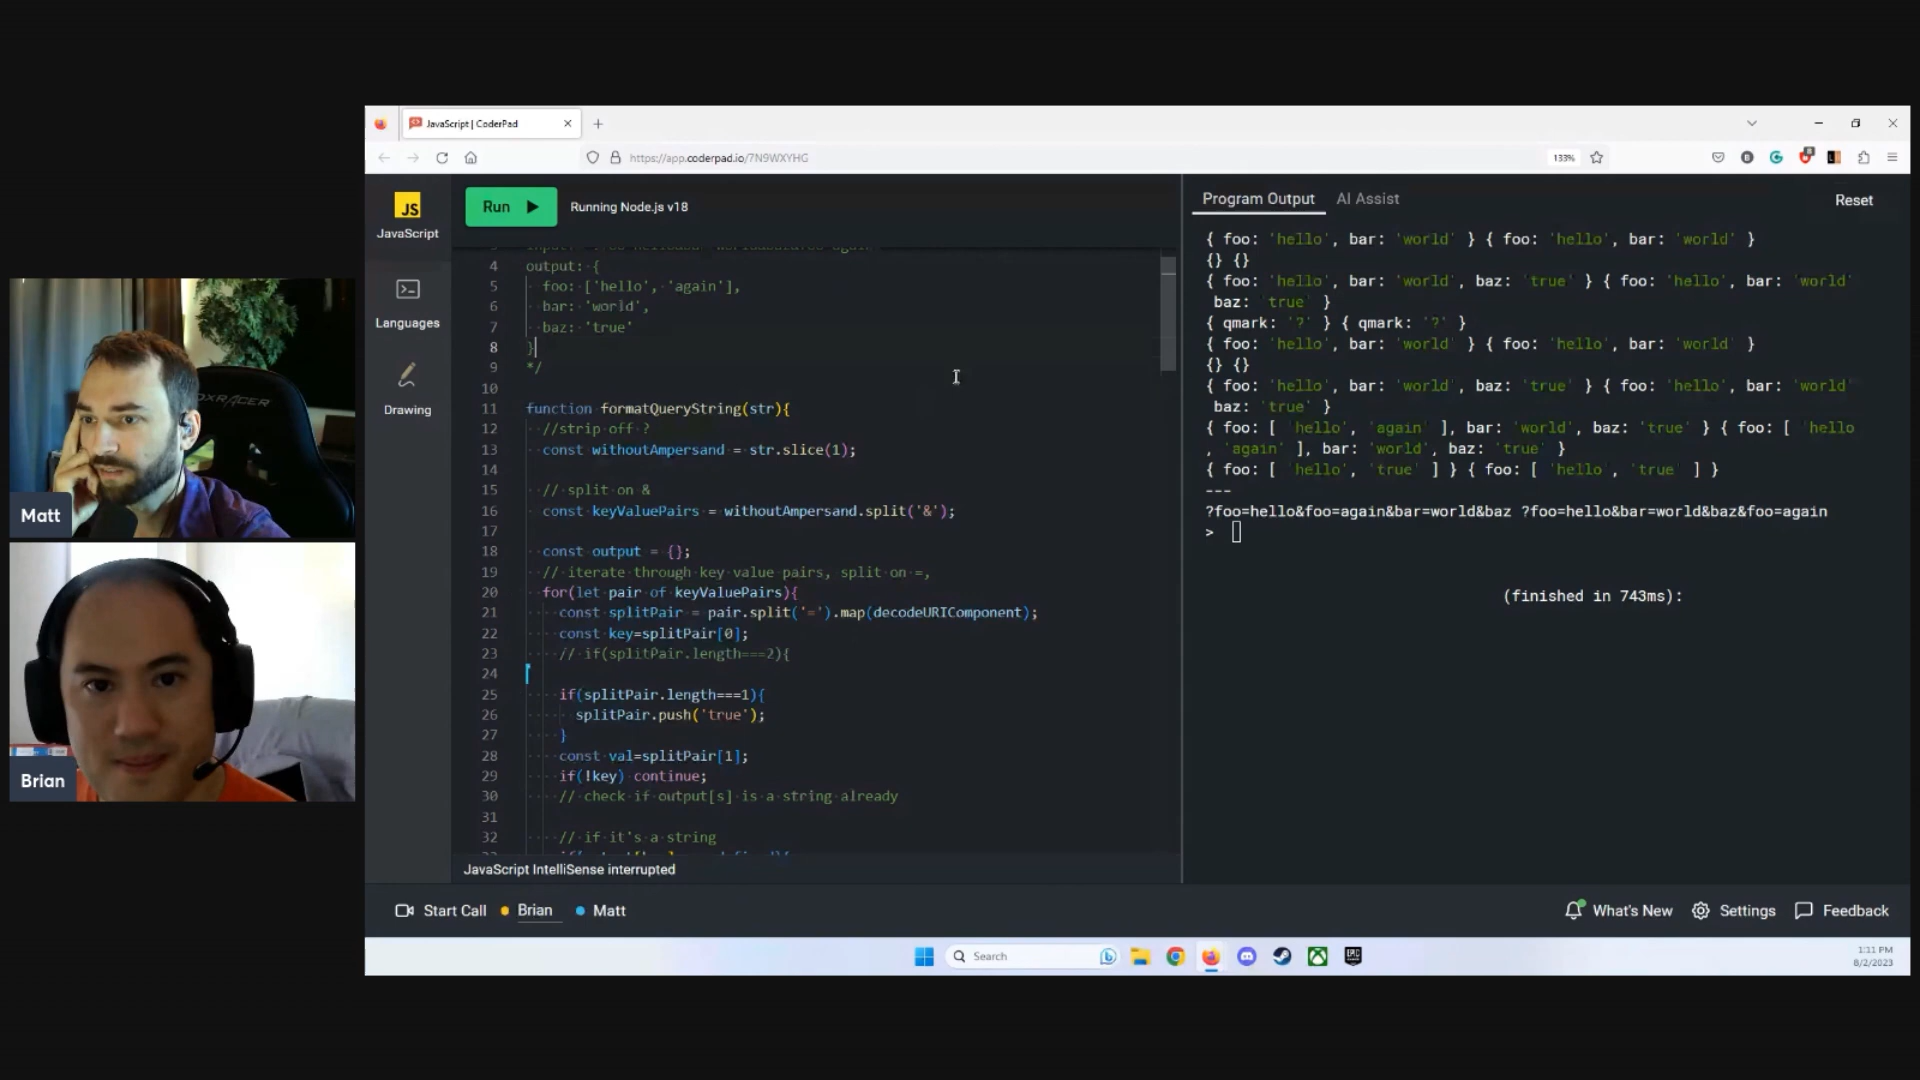 JavaScript | CoderPad
https://app.coderpad.io/7N9WXYHG
133%
JS
JavaScript
Languages
Drawing
Run
Running Node.js v18
4 output: {
5 foo: ['hello', 'again'],
6 bar: 'world',
7 baz: 'true'
8 }
9 */
10
11 function formatQueryString(str){
12 //strip off ?
13 const withoutAmpersand = str.slice(1);
14
15 // split on &
16 const keyValuePairs = withoutAmpersand.split('&');
17
18 const output = {};
19 // iterate through key value pairs, split on =,
20 for(let pair of keyValuePairs){
21 const splitPair = pair.split('=').map(decodeURIComponent);
22 const key=splitPair[0];
23 // if(splitPair.length===2){
24
25 if(splitPair.length===1){
26 splitPair.push('true');
27 }
28 const val=splitPair[1];
29 if(!key) continue;
30 // check if output[s] is a string already
31
32 // if it's a string
JavaScript IntelliSense interrupted
Program Output
AI Assist
Reset
{ foo: 'hello', bar: 'world' } { foo: 'hello', bar: 'world' }
{} {}
{ foo: 'hello', bar: 'world', baz: 'true' } { foo: 'hello', bar: 'world'
baz: 'true' }
{ qmark: '?' } { qmark: '?' }
{ foo: 'hello', bar: 'world' } { foo: 'hello', bar: 'world' }
{} {}
{ foo: 'hello', bar: 'world', baz: 'true' } { foo: 'hello', bar: 'world'
baz: 'true' }
{ foo: [ 'hello', 'again' ], bar: 'world', baz: 'true' } { foo: [ 'hello
, 'again' ], bar: 'world', baz: 'true' }
{ foo: [ 'hello', 'true' ] } { foo: [ 'hello', 'true' ] }
---
?foo=hello&foo=again&bar=world&baz ?foo=hello&bar=world&baz&foo=again
>
(finished in 743ms):
Matt
Brian
Start Call
Brian
Matt
What's New
Settings
Feedback
Search
1:11 PM
8/2/2023